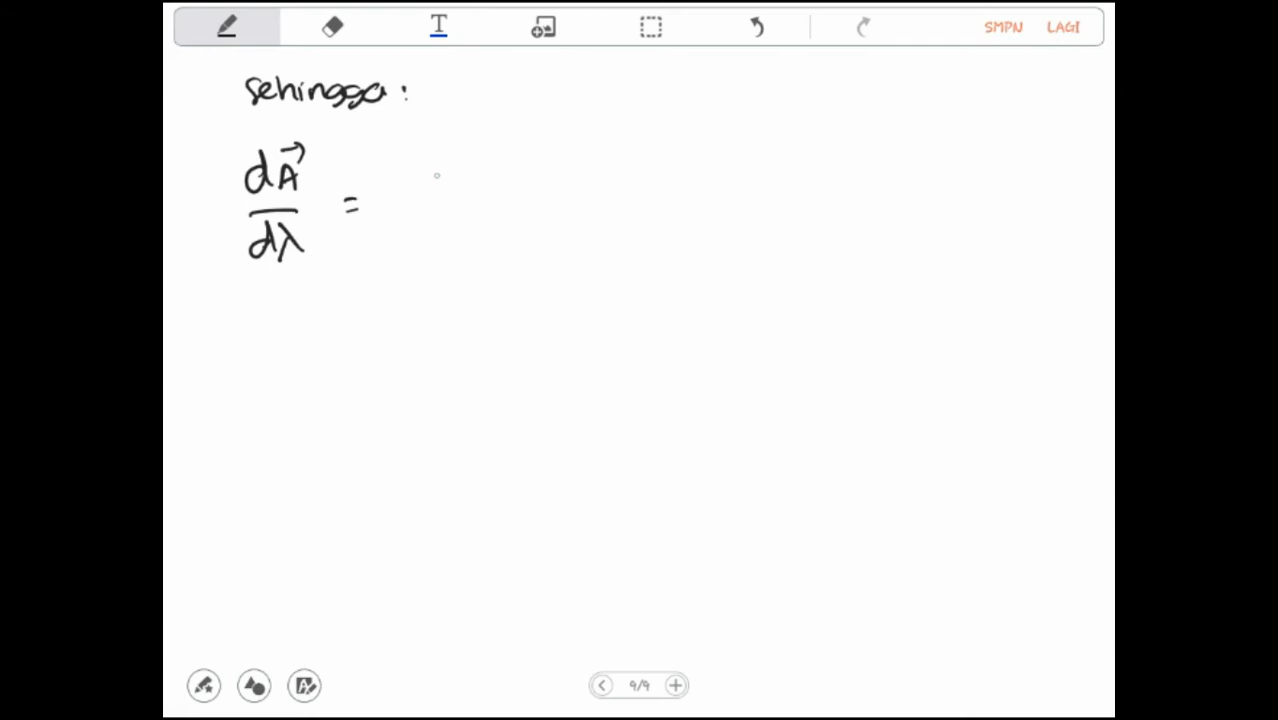 T SMPN LAGI
sehingga :
dA⃗/dλ =
9/9